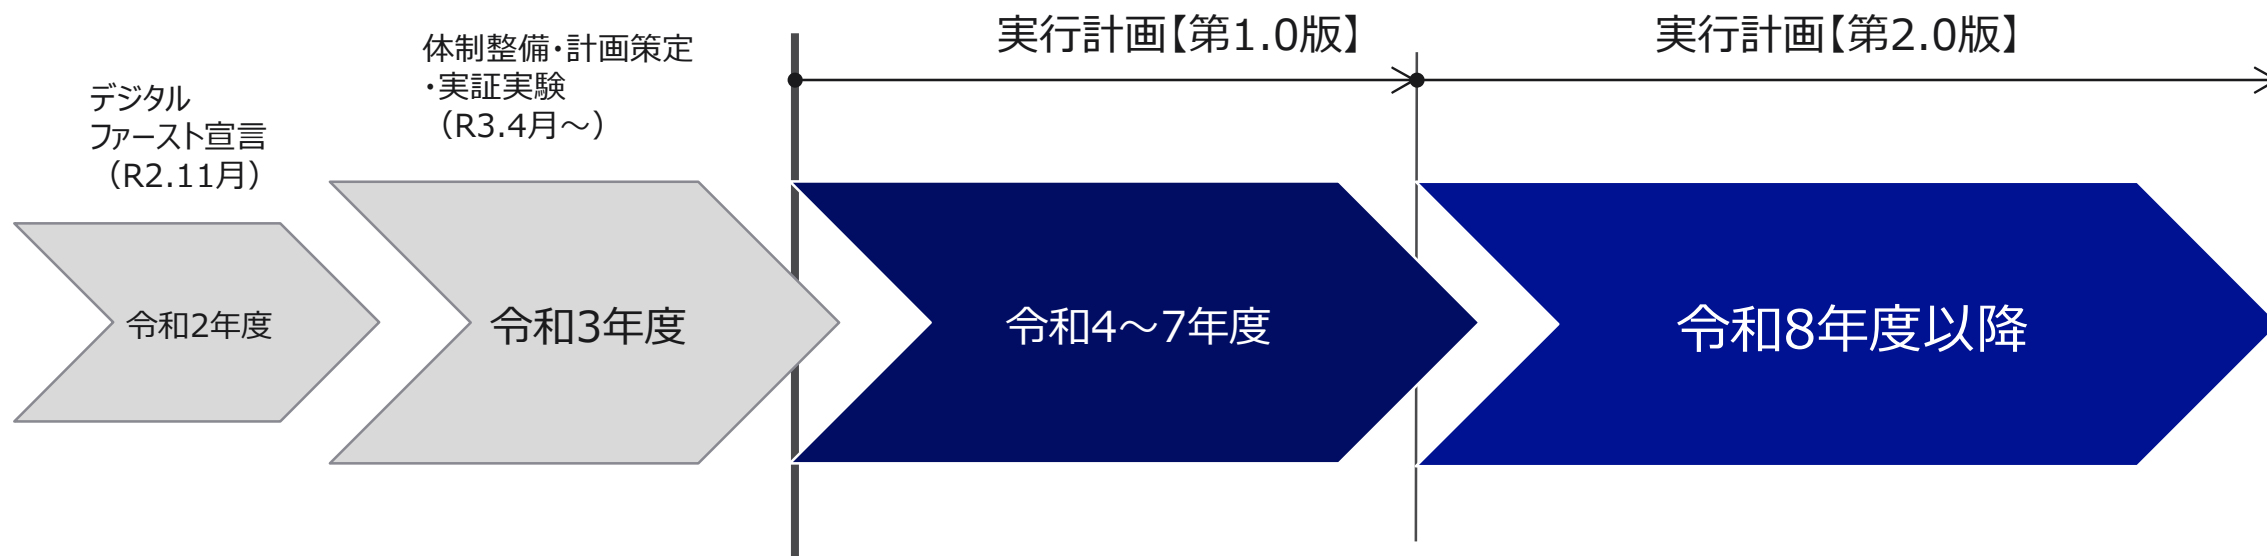 実行計画【第1.0版】
実行計画【第2.0版】
体制整備・計画策定
・実証実験
（R3.4月～）
デジタル
ファースト宣言
（R2.11月）
令和2年度
令和3年度
令和4～7年度
令和8年度以降